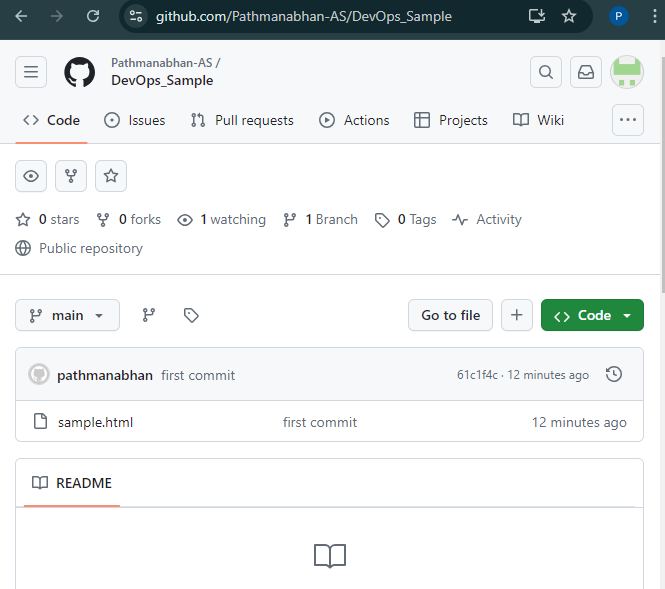 github.com/Pathmanabhan-AS/DevOps_Sample
P
Pathmanabhan-AS /
DevOps_Sample
Code Issues Pull requests Actions Projects Wiki
0 stars 0 forks 1 watching 1 Branch 0 Tags Activity
Public repository
main Go to file Code
pathmanabhan first commit 61c1f4c · 12 minutes ago
sample.html first commit 12 minutes ago
README